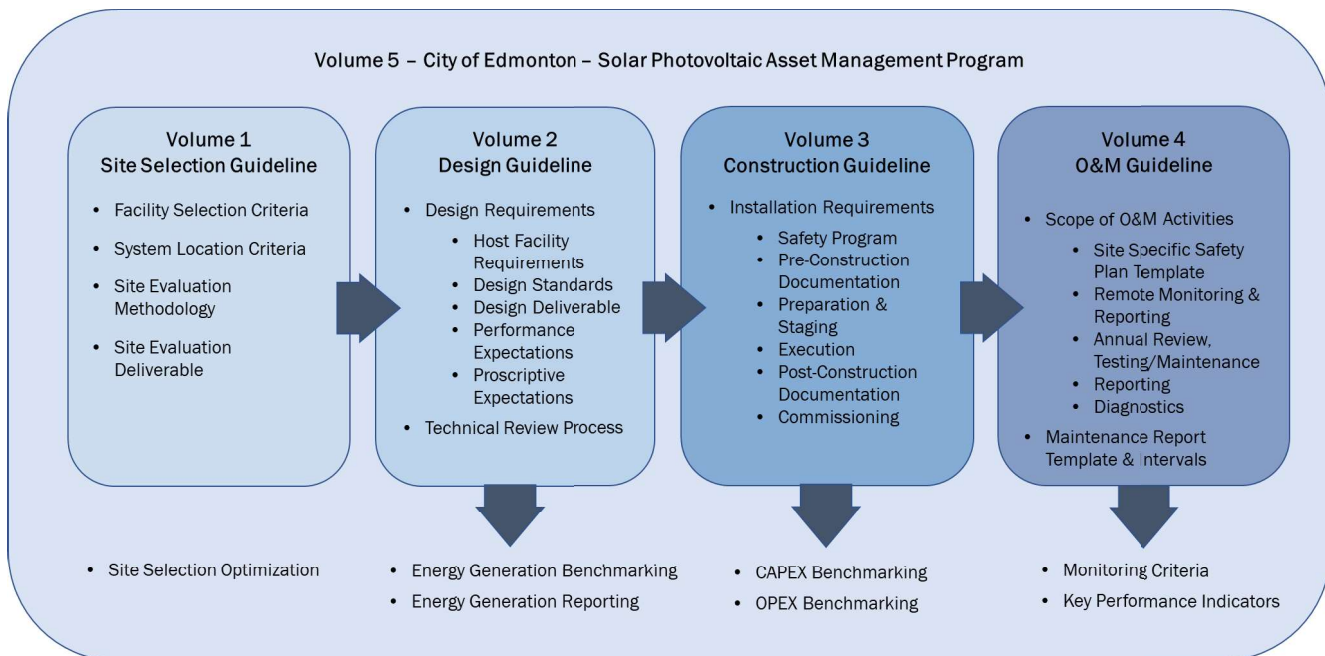 Volume 5 – City of Edmonton – Solar Photovoltaic Asset Management Program
Volume 1
Site Selection Guideline
• Facility Selection Criteria
• System Location Criteria
• Site Evaluation
Methodology
• Site Evaluation
Deliverable
Volume 2
Design Guideline
• Design Requirements
• Host Facility
Requirements
• Design Standards
• Design Deliverable
• Performance
Expectations
• Proscriptive
Expectations
• Technical Review Process
Volume 3
Construction Guideline
• Installation Requirements
• Safety Program
• Pre-Construction
Documentation
• Preparation &
Staging
• Execution
• Post-Construction
Documentation
• Commissioning
Volume 4
O&M Guideline
• Scope of O&M Activities
• Site Specific Safety
Plan Template
• Remote Monitoring &
Reporting
• Annual Review,
Testing/Maintenance
• Reporting
• Diagnostics
• Maintenance Report
Template & Intervals
• Site Selection Optimization
• Energy Generation Benchmarking
• Energy Generation Reporting
• CAPEX Benchmarking
• OPEX Benchmarking
• Monitoring Criteria
• Key Performance Indicators